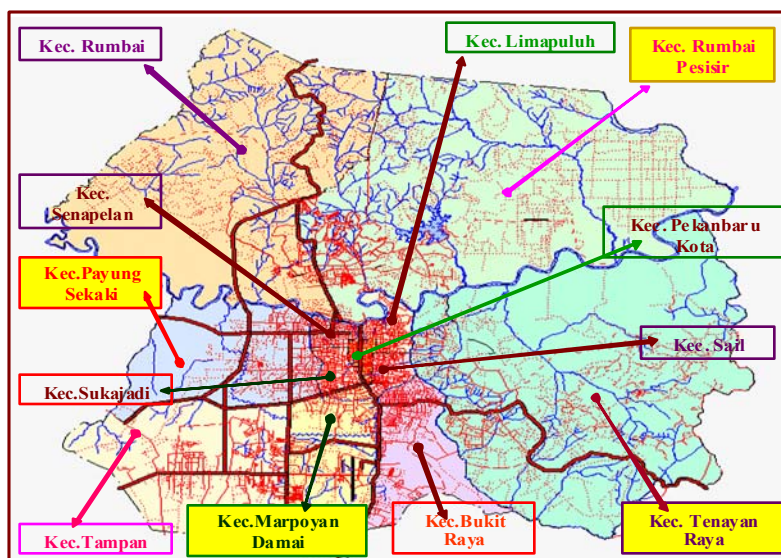 Kec. Rumbai
Kec. Limapuluh
Kec. Rumbai
Pesisir
Kec.
Senapelan
Kec. Pekanbaru
Kota
Kec.Payung
Sekaki
Kec. Sail
Kec.Sukajadi
Kec.Tampan
Kec.Marpoyan
Damai
Kec.Bukit
Raya
Kec. Tenayan
Raya